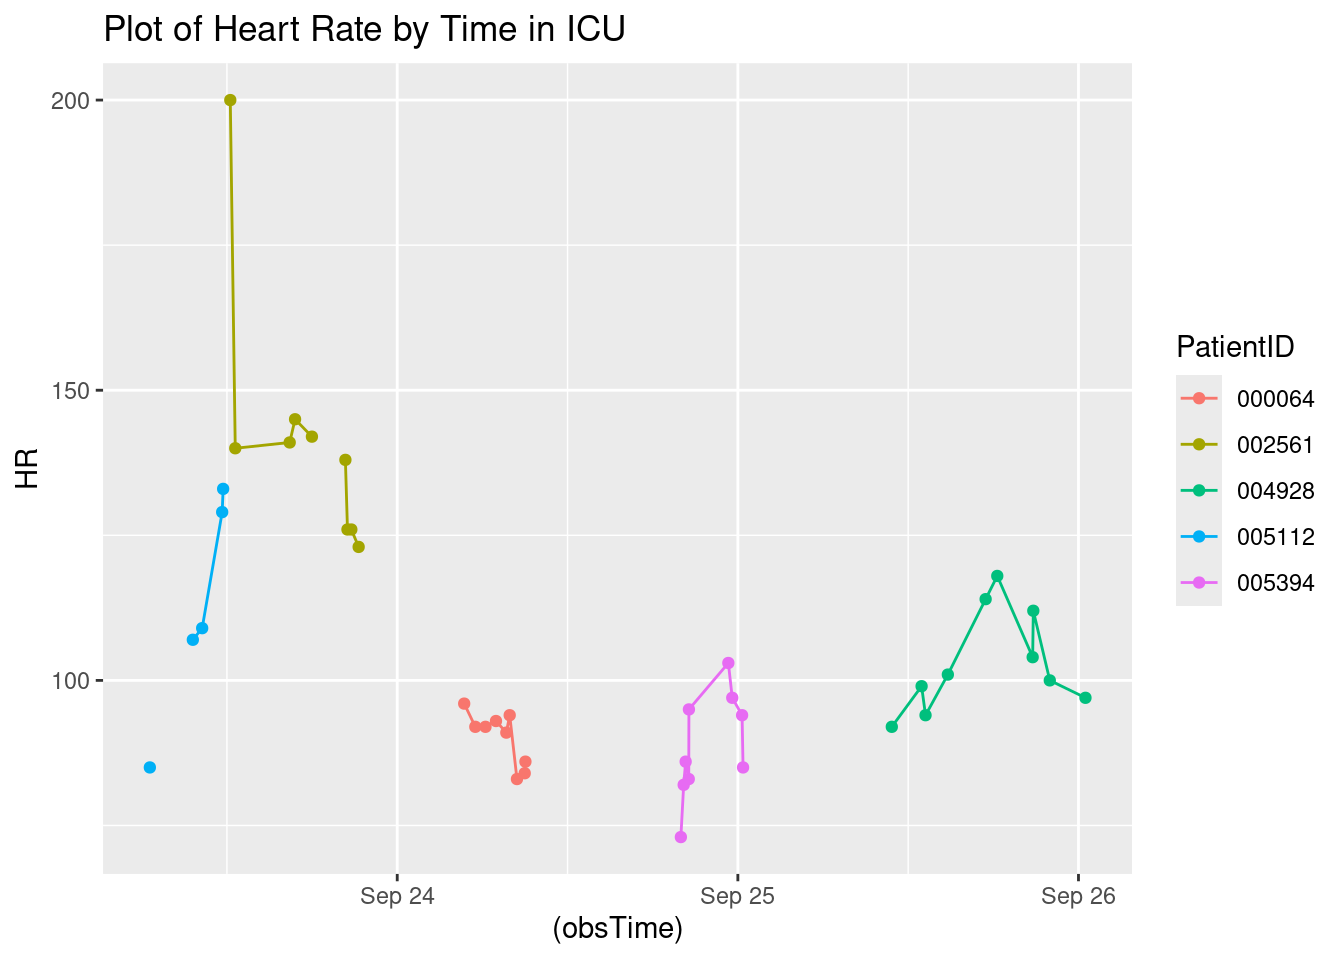 Plot of Heart Rate by Time in ICU
200
150
100
HR
Sep 24
Sep 25
Sep 26
(obsTime)
PatientID
000064
002561
004928
005112
005394